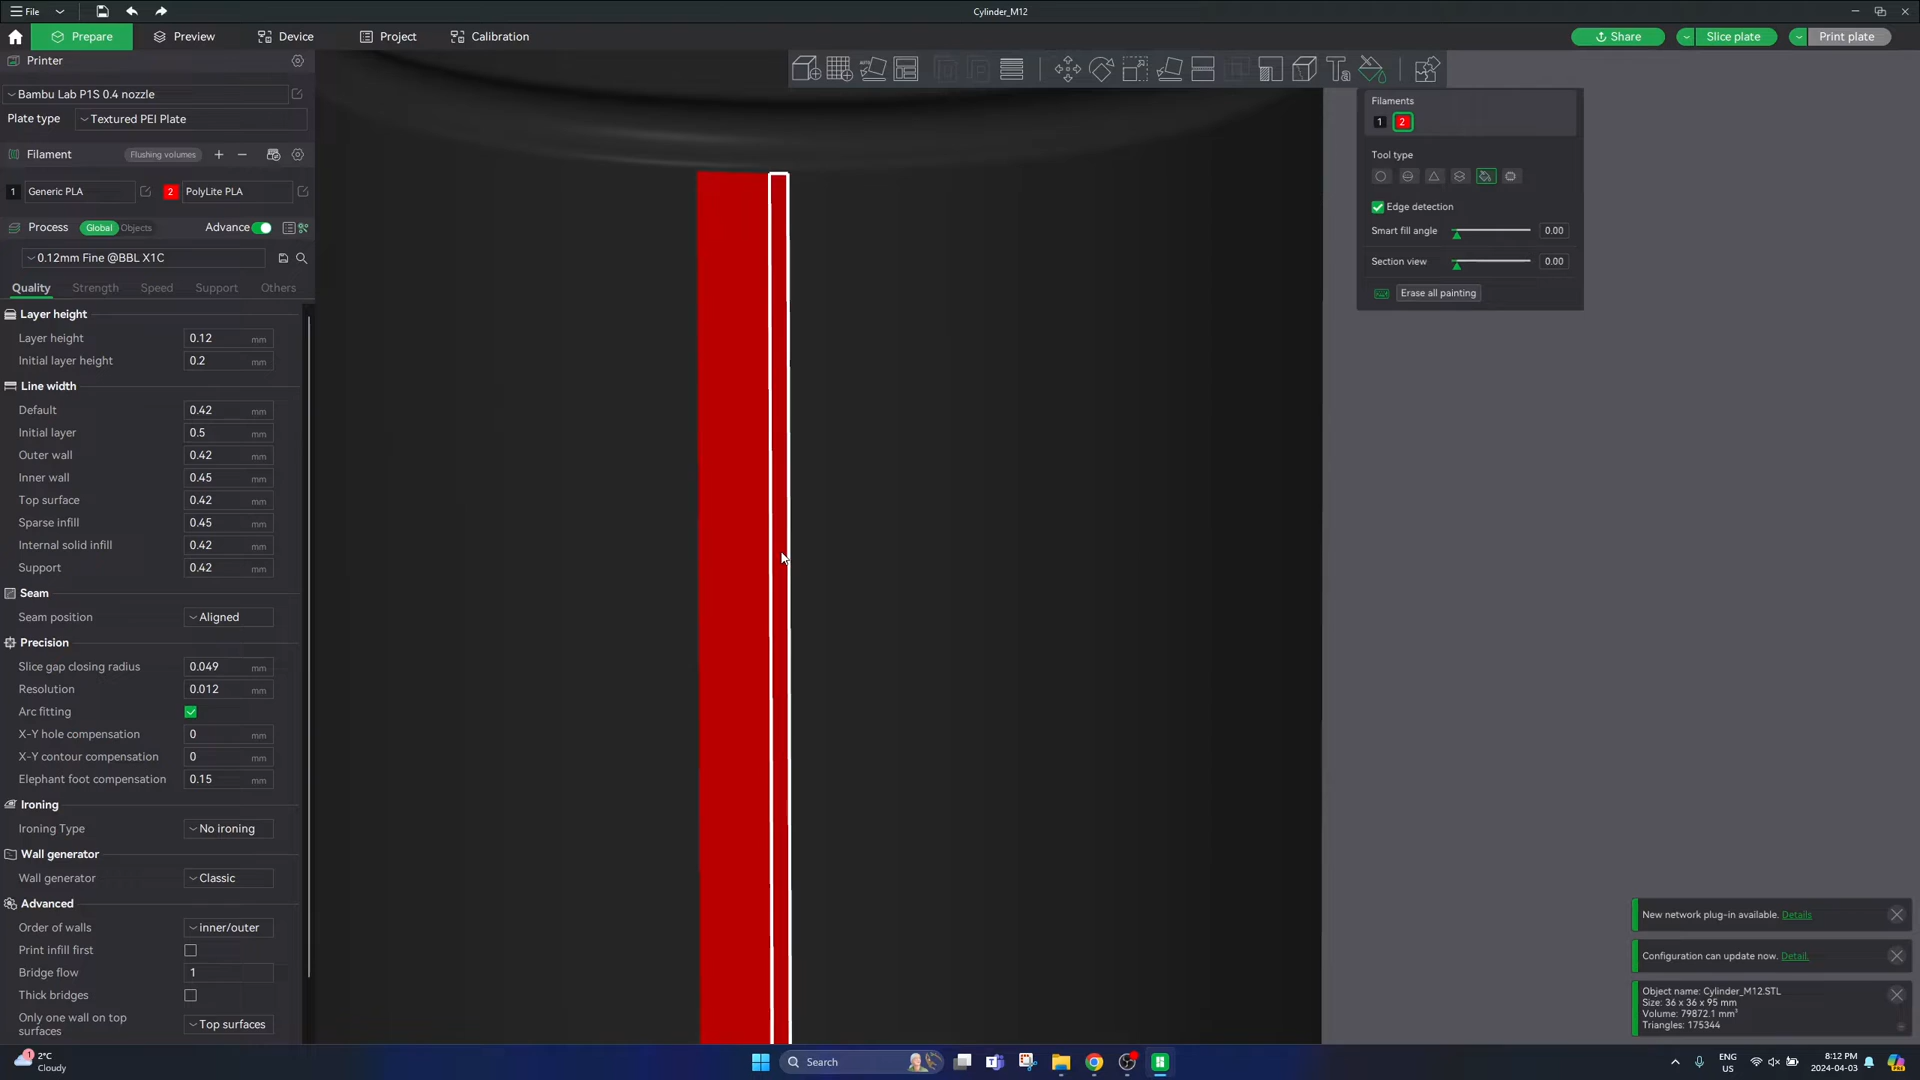 File
Cylinder_M12
Prepare
Preview
Device
Project
Calibration
Share
Slice plate
Print plate
Printer
Bambu Lab P1S 0.4 nozzle
Plate type
Textured PEI Plate
Filament
Flushing volumes
+
−
1
Generic PLA
2
PolyLite PLA
Process
Global
Objects
Advance
0.12mm Fine @BBL X1C
Quality
Strength
Speed
Support
Others
Layer height
Layer height 0.12 mm
Initial layer height 0.2 mm
Line width
Default 0.42 mm
Initial layer 0.5 mm
Outer wall 0.42 mm
Inner wall 0.45 mm
Top surface 0.42 mm
Sparse infill 0.45 mm
Internal solid infill 0.42 mm
Support 0.42 mm
Seam
Seam position Aligned
Precision
Slice gap closing radius 0.049 mm
Resolution 0.012 mm
Arc fitting
X-Y hole compensation 0 mm
X-Y contour compensation 0 mm
Elephant foot compensation 0.15 mm
Ironing
Ironing Type No ironing
Wall generator
Wall generator Classic
Advanced
Order of walls inner/outer
Print infill first
Bridge flow 1
Thick bridges
Only one wall on top
surfaces
Top surfaces
Filaments
1 2
Tool type
Edge detection
Smart fill angle 0.00
Section view 0.00
Erase all painting
New network plug-in available. Details
Configuration can update now. Detail.
Object name: Cylinder_M12.STL
Size: 36 x 36 x 95 mm
Volume: 79872.1 mm³
Triangles: 175344
1
2°C
Cloudy
Search
ENG
US
8:12 PM
2024-04-03